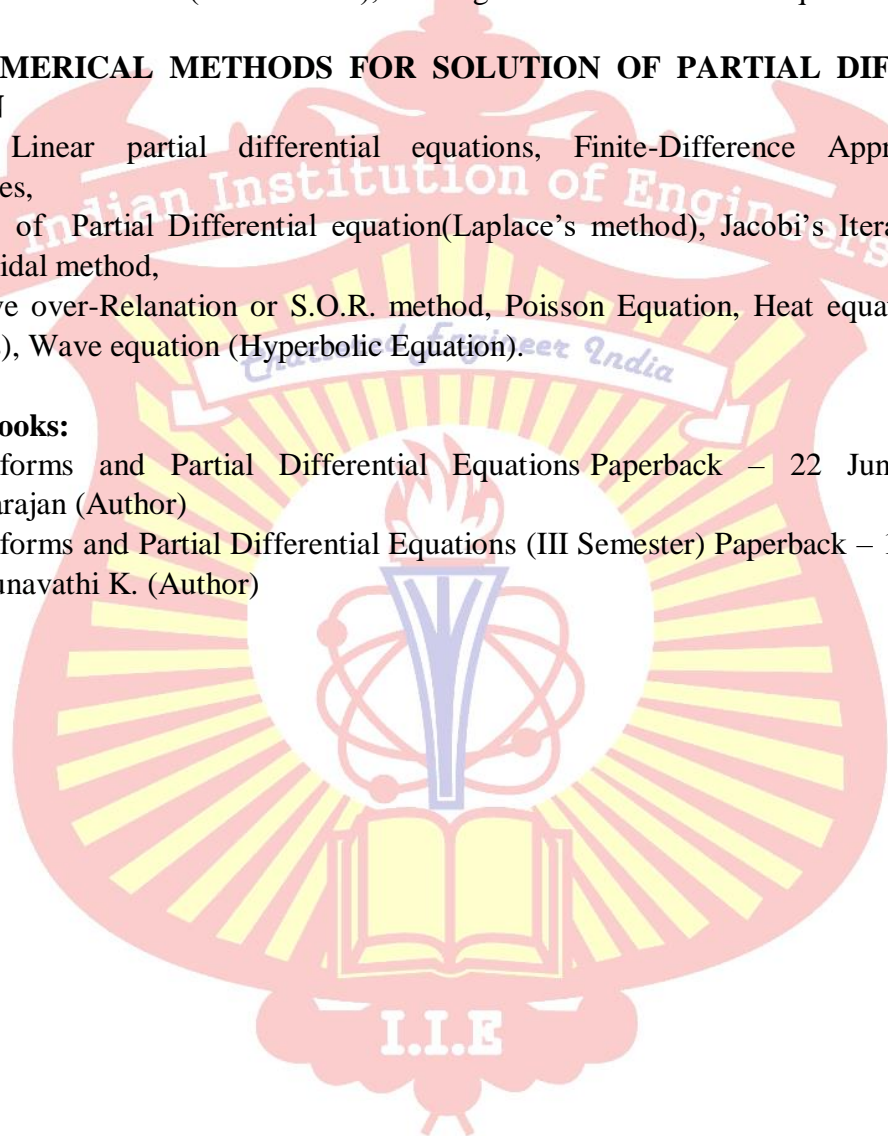 MERICAL METHODS FOR SOLUTION OF PARTIAL DIF
Linear partial differential equations, Finite-Difference Appr
es,
of Partial Differential equation(Laplace's method), Jacobi's Itera
idal method,
ve over-Relanation or S.O.R. method, Poisson Equation, Heat equa
), Wave equation (Hyperbolic Equation).
ooks:
forms and Partial Differential Equations Paperback – 22 Jun
arajan (Author)
forms and Partial Differential Equations (III Semester) Paperback –
unavathi K. (Author)
Indian Institution of Engineers
Chartered Engineer India
I.I.E